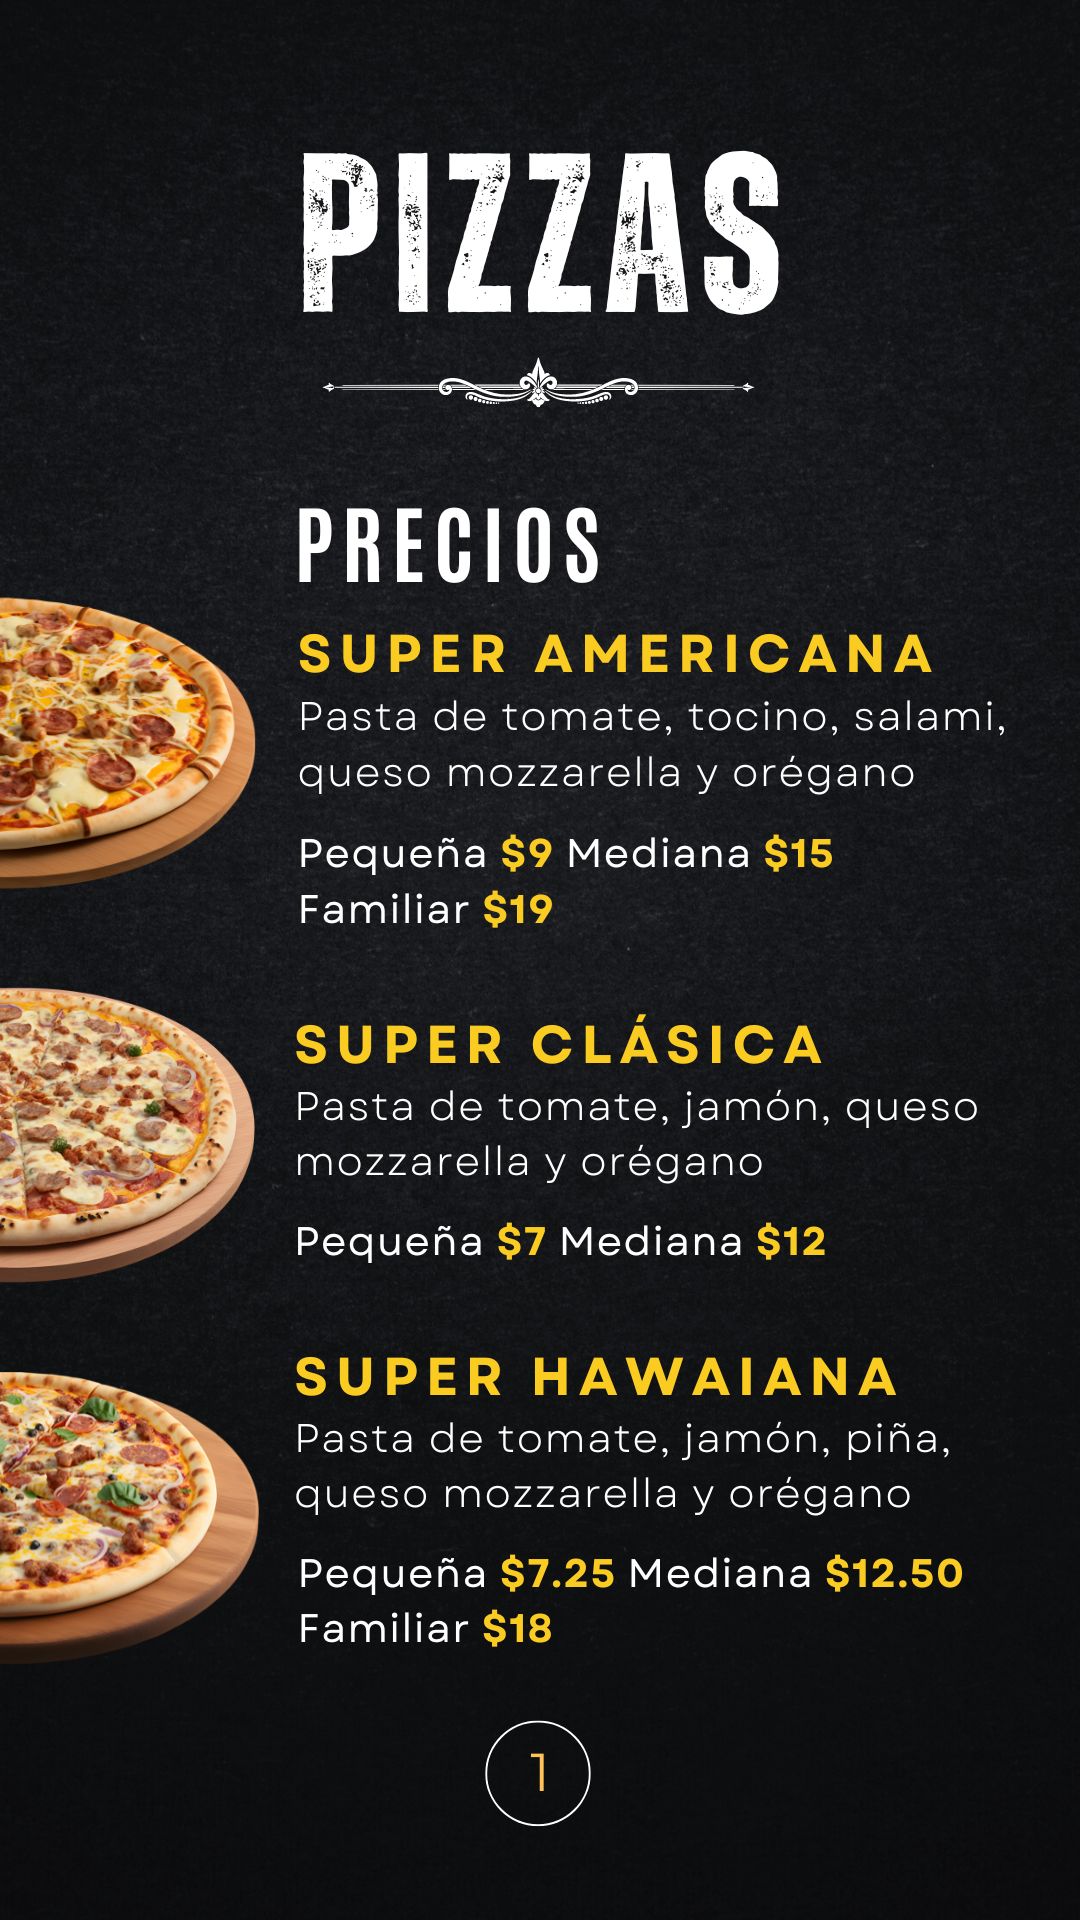 PIZZAS
PRECIOS
SUPER AMERICANA
Pasta de tomate, tocino, salami,
queso mozzarella y orégano
Pequeña $9 Mediana $15
Familiar $19
SUPER CLÁSICA
Pasta de tomate, jamón, queso
mozzarella y orégano
Pequeña $7 Mediana $12
SUPER HAWAIANA
Pasta de tomate, jamón, piña,
queso mozzarella y orégano
Pequeña $7.25 Mediana $12.50
Familiar $18
1